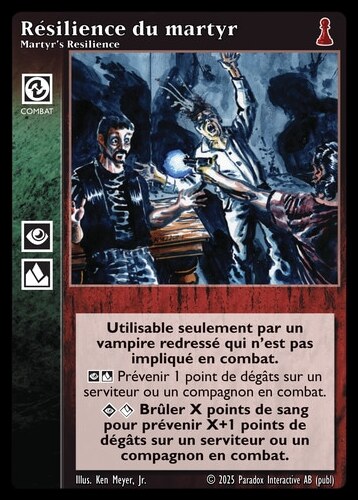 Résilience du martyr
Martyr's Resilience
COMBAT
Utilisable seulement par un
vampire redressé qui n'est pas
impliqué en combat.
Prévenir 1 point de dégâts sur un
serviteur ou un compagnon en combat.
Brûler X points de sang
pour prévenir X+1 points de
dégâts sur un serviteur ou un
compagnon en combat.
Illus. Ken Meyer, Jr.
© 2025 Paradox Interactive AB (publ)